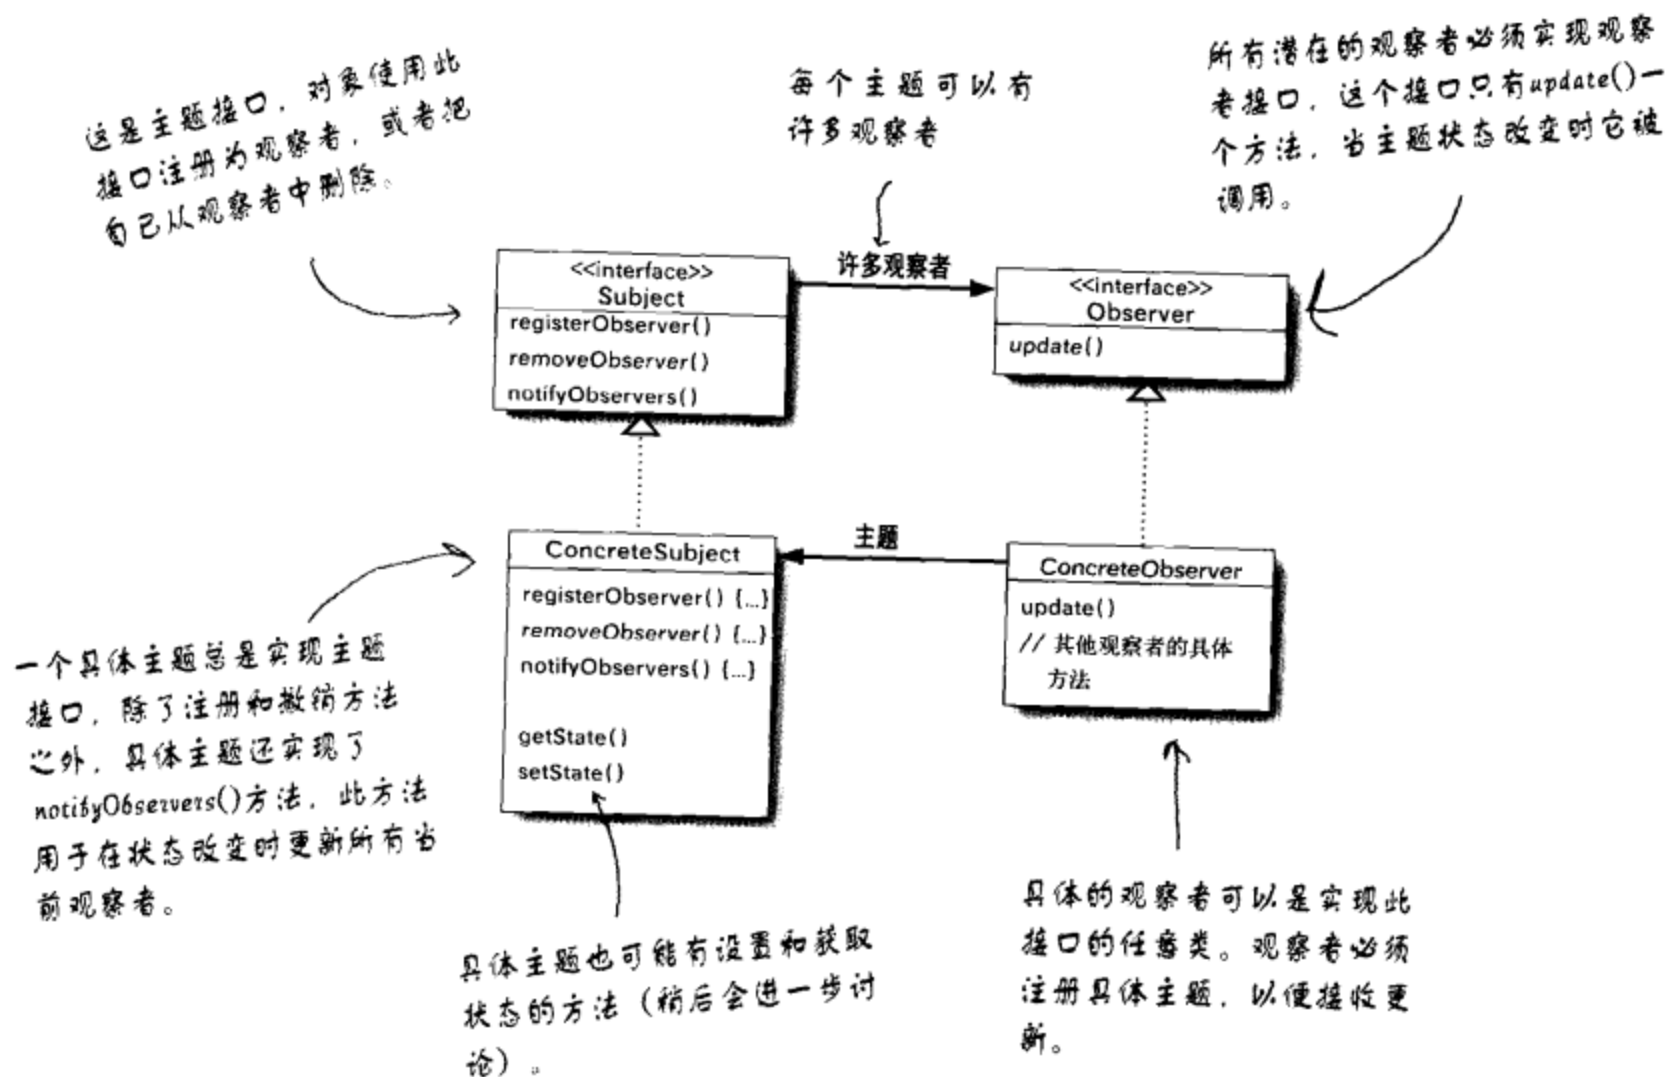 这是主题接口，对象使用此
接口注册为观察者，或者把
自己从观察者中删除。
每个主题可以有
许多观察者
所有潜在的观察者必须实现观察
者接口，这个接口只有update()一
个方法，当主题状态改变时它被
调用。
<<interface>>
Subject
registerObserver()
removeObserver()
notifyObservers()
许多观察者
<<interface>>
Observer
update()
ConcreteSubject
registerObserver() {...}
removeObserver() {...}
notifyObservers() {...}
getState()
setState()
主题
ConcreteObserver
update()
// 其他观察者的具体
方法
一个具体主题总是实现主题
接口，除了注册和撤销方法
之外，具体主题还实现了
notifyObservers()方法，此方法
用于在状态改变时更新所有当
前观察者。
具体主题也可能有设置和获取
状态的方法（稍后会进一步讨
论）。
具体的观察者可以是实现此
接口的任意类。观察者必须
注册具体主题，以便接收更
新。